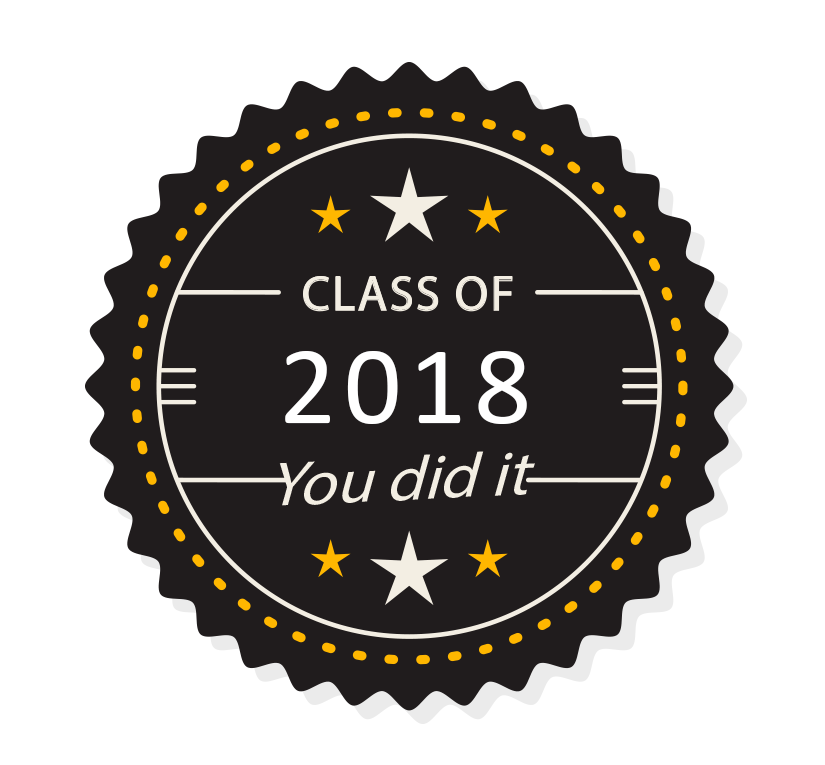 CLASS OF
2018
You did it